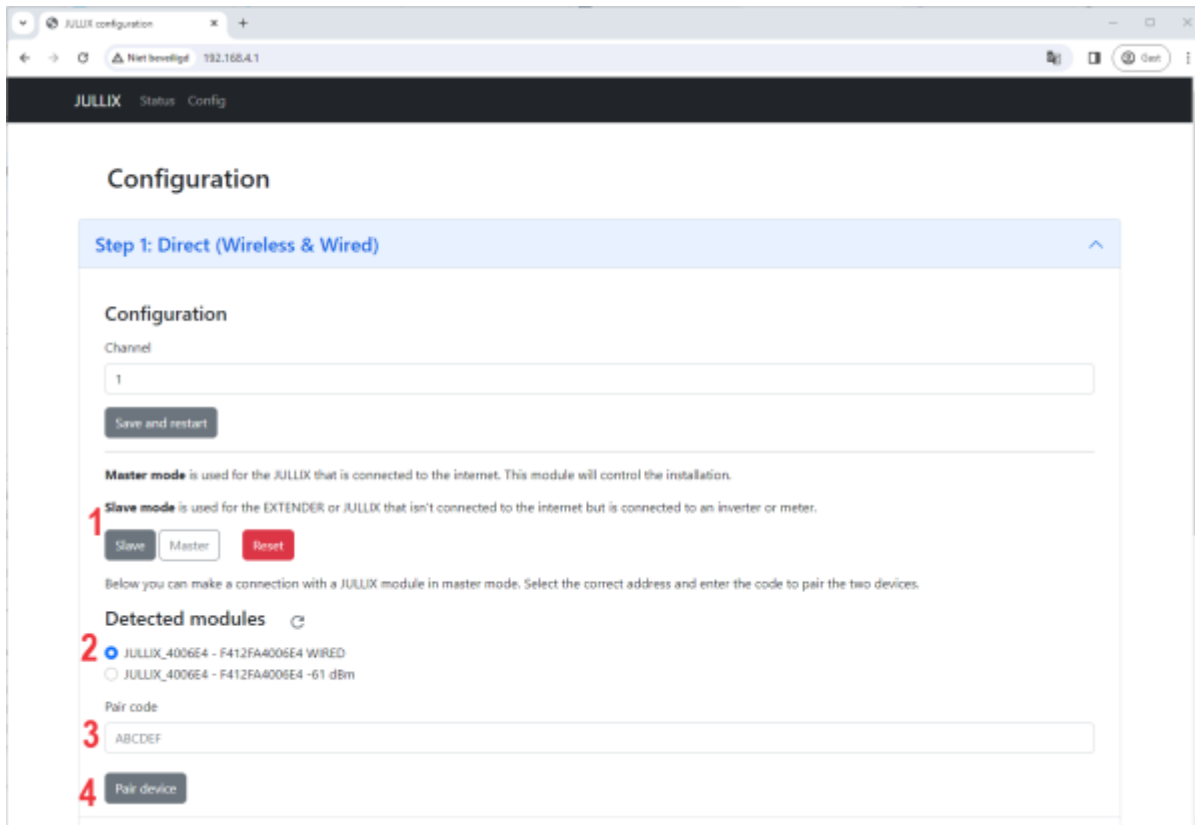 JULLIX configuration
Niet beveiligd 192.168.4.1 Gast
JULLIX Status Config
Configuration
Step 1: Direct (Wireless & Wired)
Configuration
Channel
1
Save and restart
Master mode is used for the JULLIX that is connected to the internet. This module will control the installation.
Slave mode is used for the EXTENDER or JULLIX that isn't connected to the internet but is connected to an inverter or meter.
1
Slave Master Reset
Below you can make a connection with a JULLIX module in master mode. Select the correct address and enter the code to pair the two devices.
Detected modules
2 JULLIX_4006E4 - F412FA4006E4 WIRED
JULLIX_4006E4 - F412FA4006E4 -61 dBm
Pair code
3 ABCDEF
4 Pair device